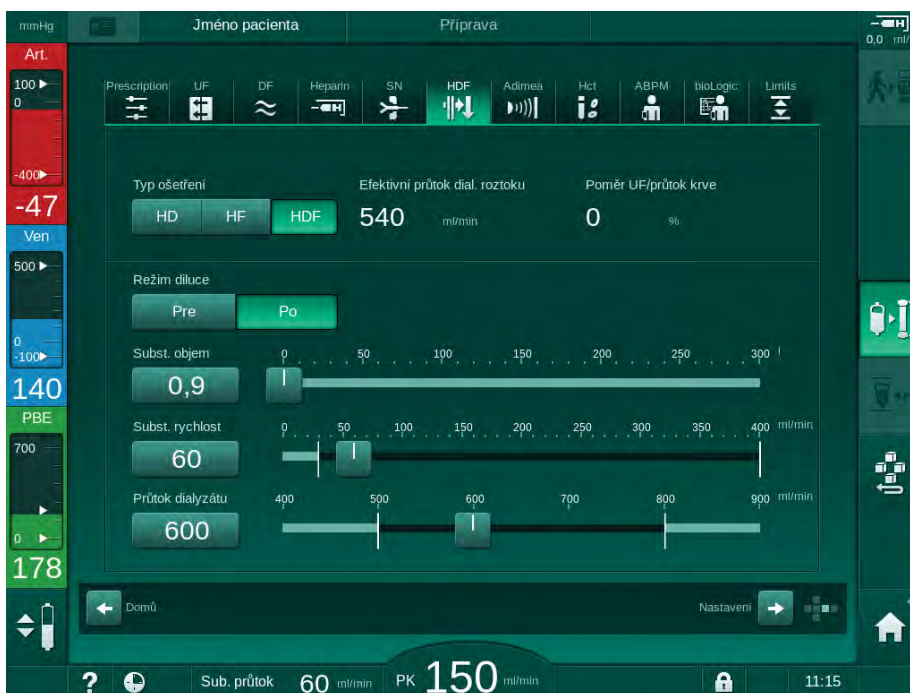 mmHg Jméno pacienta Příprava
0,0 ml/
Art.
100
0
-400
-47
Ven
500
0
-100
140
PBE
700
0
178
Prescription UF DF Heparin SN HDF Adimea Hct ABPM bioLogic Limits
Typ ošetření Efektivní průtok dial. roztoku Poměr UF/průtok krve
HD HF HDF 540 ml/min 0 %
Režim diluce
Pre Po
Subst. objem 0 50 100 150 200 250 300 l
0,9
Subst. rychlost 0 50 100 150 200 250 300 350 400 ml/min
60
Průtok dialyzátu 400 500 600 700 800 900 ml/min
600
Domů Nastavení
? Sub. průtok 60 ml/min PK 150 ml/min 11:15